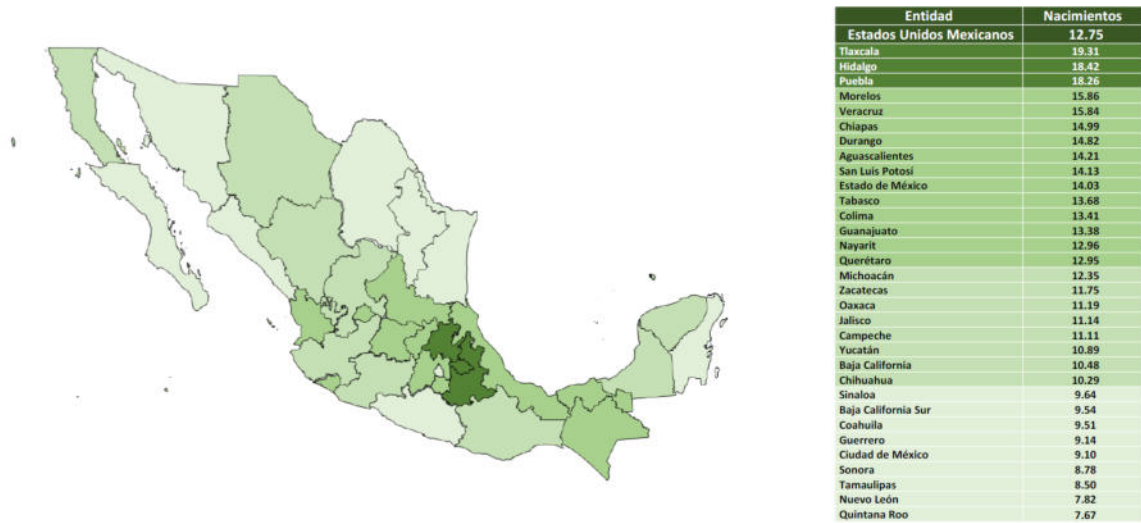 Entidad Nacimientos
Estados Unidos Mexicanos 12.75
Tlaxcala 19.31
Hidalgo 18.42
Puebla 18.26
Morelos 15.86
Veracruz 15.84
Chiapas 14.99
Durango 14.82
Aguascalientes 14.21
San Luis Potosí 14.13
Estado de México 14.03
Tabasco 13.68
Colima 13.41
Guanajuato 13.38
Nayarit 12.96
Querétaro 12.95
Michoacán 12.35
Zacatecas 11.75
Oaxaca 11.19
Jalisco 11.14
Campeche 11.11
Yucatán 10.89
Baja California 10.48
Chihuahua 10.29
Sinaloa 9.64
Baja California Sur 9.54
Coahuila 9.51
Guerrero 9.14
Ciudad de México 9.10
Sonora 8.78
Tamaulipas 8.50
Nuevo León 7.82
Quintana Roo 7.67